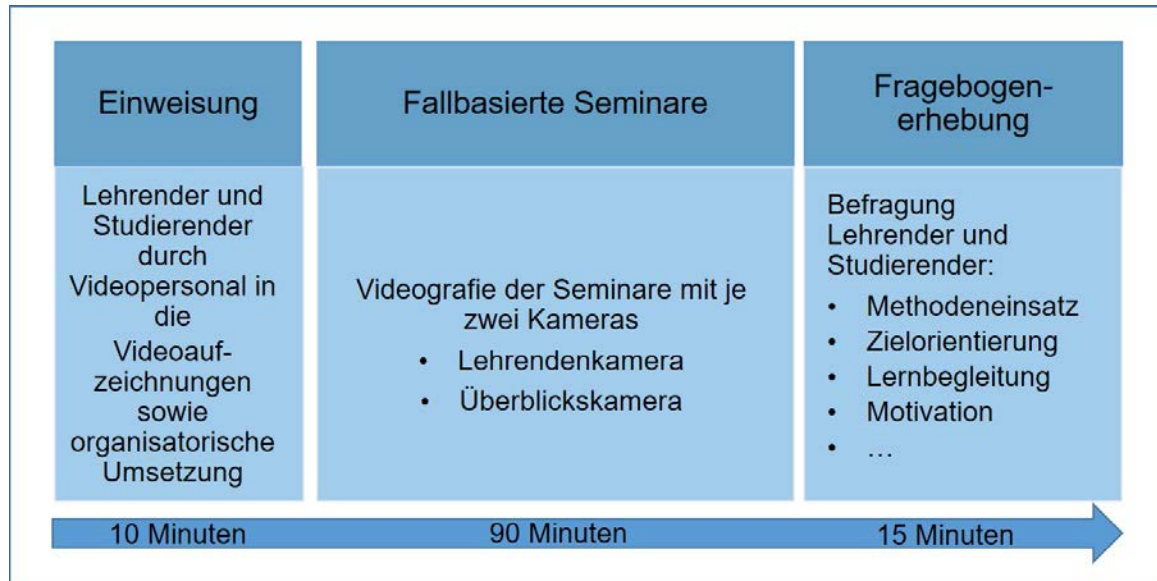 Einweisung
Lehrender und
Studierender
durch
Videopersonal in
die
Videoauf-
zeichnungen
sowie
organisatorische
Umsetzung
10 Minuten
Fallbasierte Seminare
Videografie der Seminare mit je
zwei Kameras
• Lehrendenkamera
• Überblickskamera
90 Minuten
Fragebogen-
erhebung
Befragung
Lehrender und
Studierender:
• Methodeneinsatz
• Zielorientierung
• Lernbegleitung
• Motivation
• …
15 Minuten